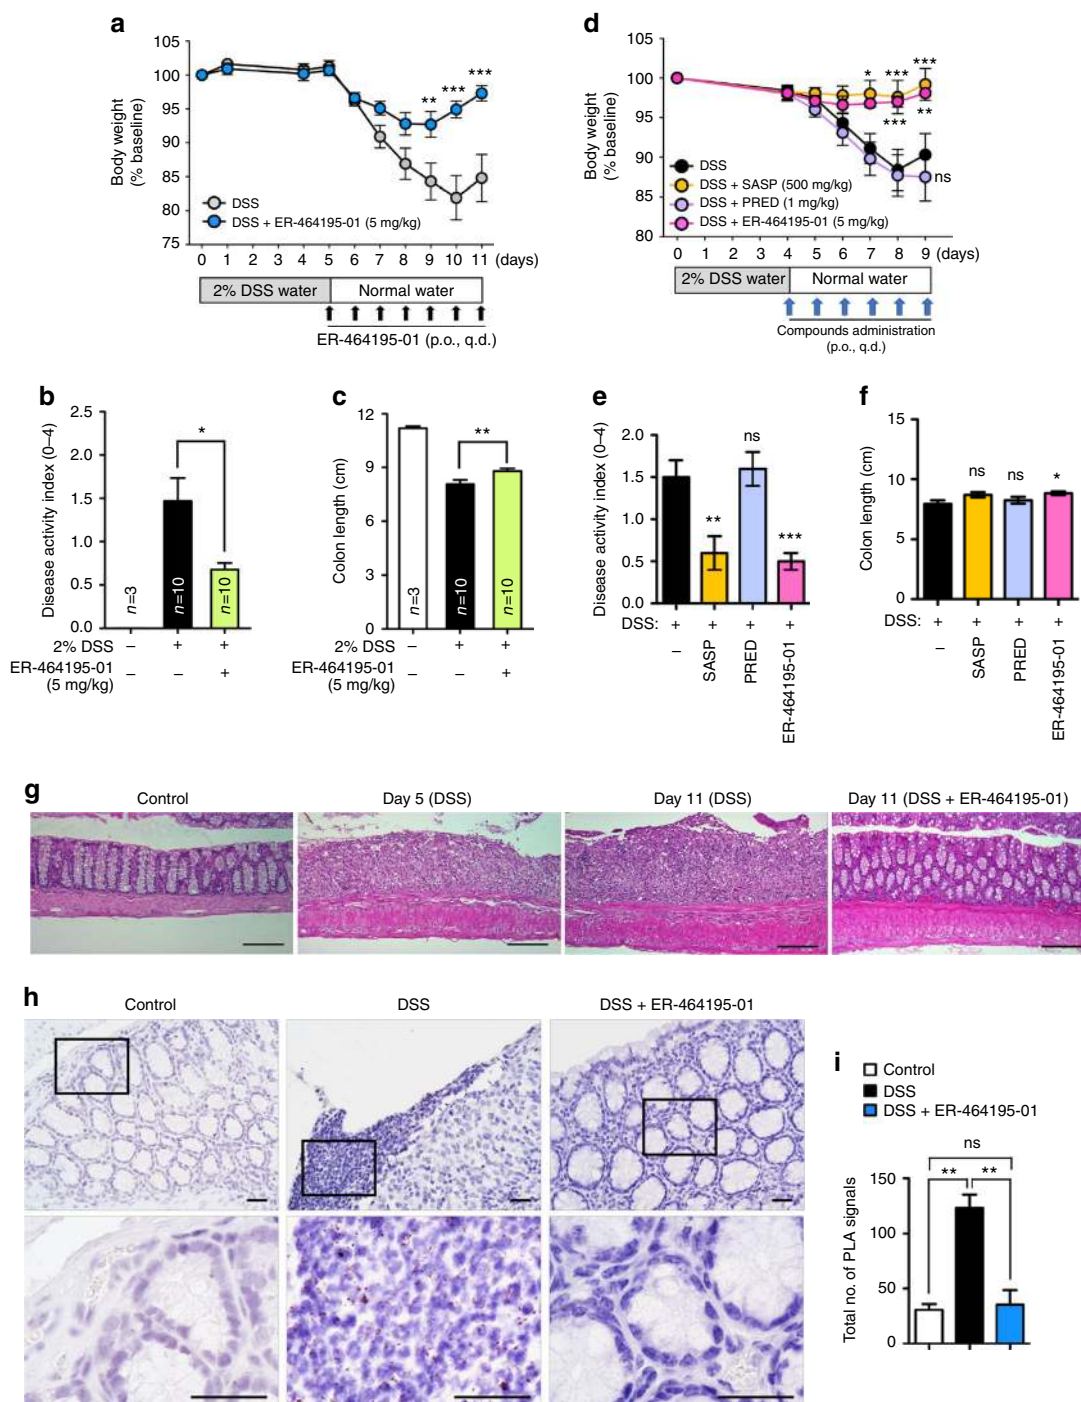 a
105
100
95
90
85
80
75
Body weight
(% baseline)
**
***
***
DSS
DSS + ER-464195-01 (5 mg/kg)
0 1 2 3 4 5 6 7 8 9 10 11 (days)
2% DSS water
Normal water
ER-464195-01 (p.o., q.d.)
d
105
100
95
90
85
80
Body weight
(% baseline)
*
***
***
***
**
ns
DSS
DSS + SASP (500 mg/kg)
DSS + PRED (1 mg/kg)
DSS + ER-464195-01 (5 mg/kg)
0 1 2 3 4 5 6 7 8 9 (days)
2% DSS water
Normal water
Compounds administration
(p.o., q.d.)
b
Disease activity index (0–4)
2.5
2.0
1.5
1.0
0.5
0.0
*
n=3
n=10
n=10
2% DSS – + +
ER-464195-01 – – +
(5 mg/kg)
c
Colon length (cm)
12
9
6
3
0
**
n=3
n=10
n=10
2% DSS – + +
ER-464195-01 – – +
(5 mg/kg)
e
Disease activity index (0–4)
2.0
1.5
1.0
0.5
0.0
**
ns
***
DSS: + + + +
–
SASP
PRED
ER-464195-01
f
Colon length (cm)
15
10
5
0
ns
ns
*
DSS: + + + +
–
SASP
PRED
ER-464195-01
g
Control
Day 5 (DSS)
Day 11 (DSS)
Day 11 (DSS + ER-464195-01)
h
Control
DSS
DSS + ER-464195-01
i
Control
DSS
DSS + ER-464195-01
ns
**
**
Total no. of PLA signals
150
100
50
0